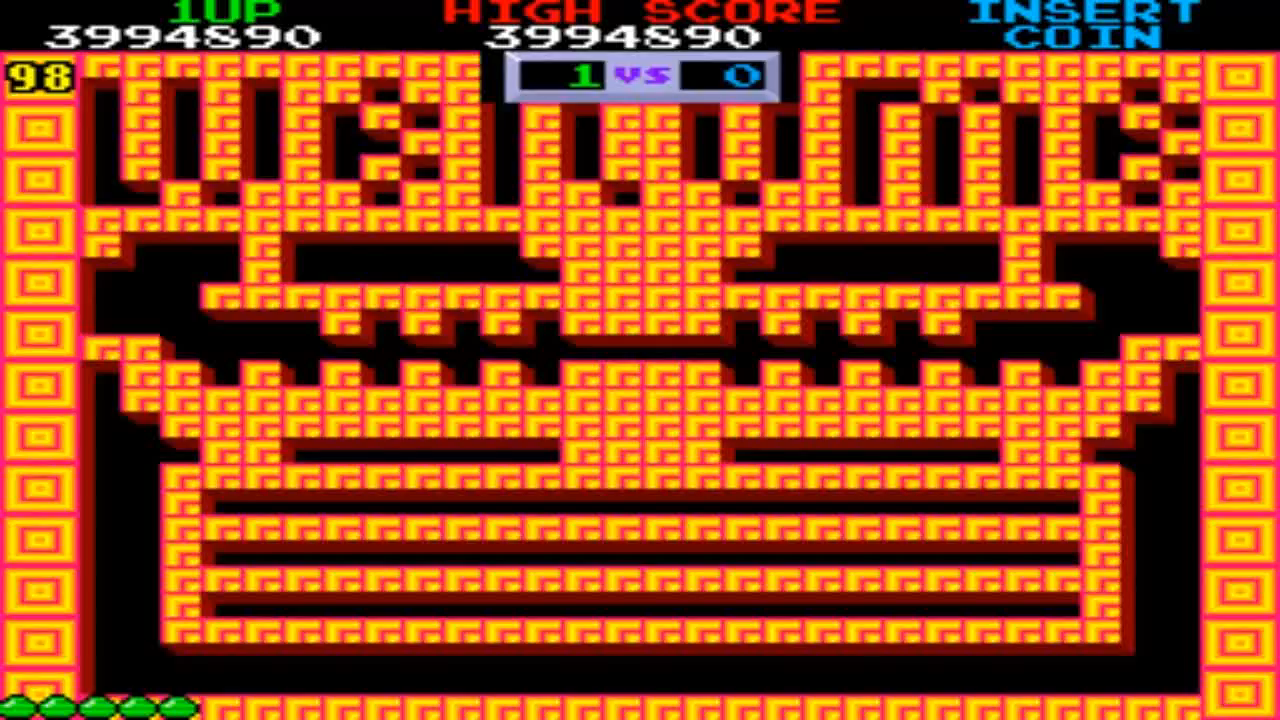 1UP HIGH SCORE INSERT
3994890 3994890 COIN
98 1 VS 0